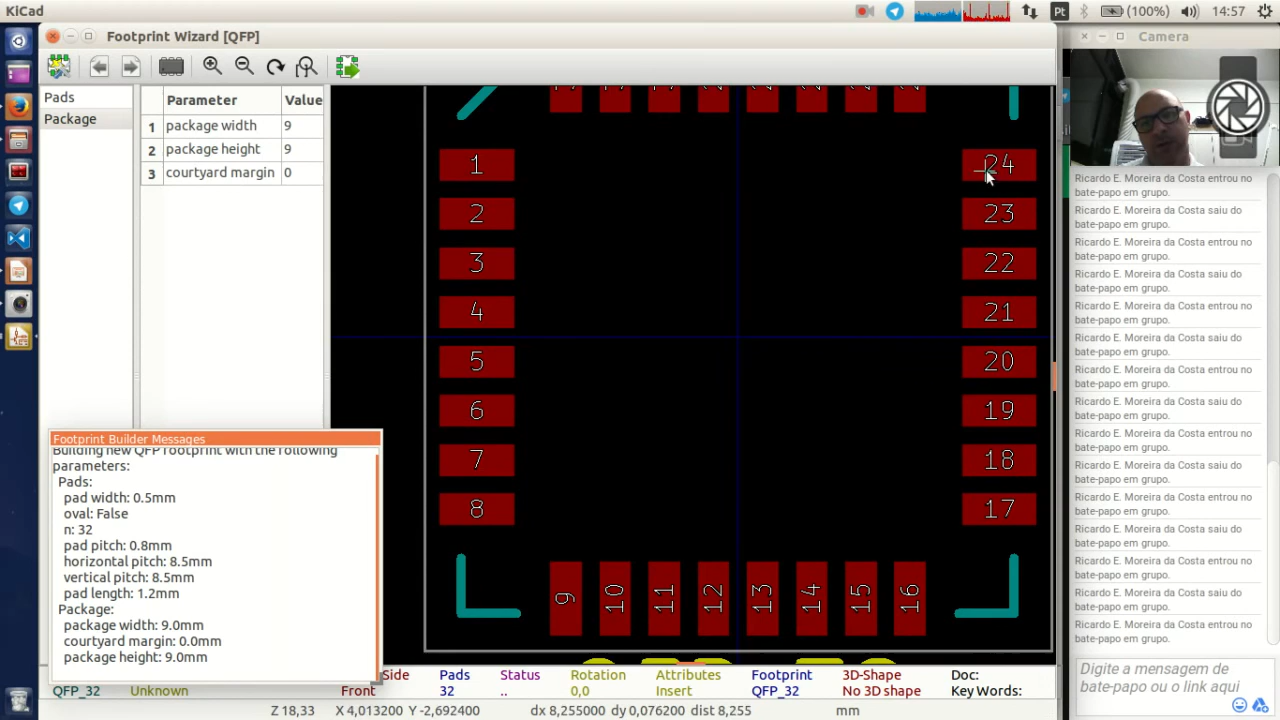 KiCad
Pt
(100%)
14:57
Footprint Wizard [QFP]
Camera
Pads
Package
Parameter Value
1 package width 9
2 package height 9
3 courtyard margin 0
1
2
3
4
5
6
7
8
9
10
11
12
13
14
15
16
24
23
22
21
20
19
18
17
Footprint Builder Messages
Building new QFP footprint with the following
parameters:
Pads:
pad width: 0.5mm
oval: False
n: 32
pad pitch: 0.8mm
horizontal pitch: 8.5mm
vertical pitch: 8.5mm
pad length: 1.2mm
Package:
package width: 9.0mm
courtyard margin: 0.0mm
package height: 9.0mm
Side Pads Status Rotation Attributes Footprint 3D-Shape Doc:
QFP_32 Unknown Front 32 .. 0,0 Insert QFP_32 No 3D shape Key Words:
Z 18,33 X 4,013200 Y -2,692400 dx 8,255000 dy 0,076200 dist 8,255 mm
Ricardo E. Moreira da Costa entrou no
bate-papo em grupo.
Ricardo E. Moreira da Costa saiu do
bate-papo em grupo.
Ricardo E. Moreira da Costa entrou no
bate-papo em grupo.
Ricardo E. Moreira da Costa saiu do
bate-papo em grupo.
Ricardo E. Moreira da Costa entrou no
bate-papo em grupo.
Ricardo E. Moreira da Costa saiu do
bate-papo em grupo.
Ricardo E. Moreira da Costa entrou no
bate-papo em grupo.
Ricardo E. Moreira da Costa saiu do
bate-papo em grupo.
Ricardo E. Moreira da Costa entrou no
bate-papo em grupo.
Ricardo E. Moreira da Costa saiu do
bate-papo em grupo.
Ricardo E. Moreira da Costa entrou no
bate-papo em grupo.
Ricardo E. Moreira da Costa saiu do
bate-papo em grupo.
Ricardo E. Moreira da Costa entrou no
bate-papo em grupo.
Ricardo E. Moreira da Costa saiu do
bate-papo em grupo.
Ricardo E. Moreira da Costa entrou no
bate-papo em grupo.
Digite a mensagem de
bate-papo ou o link aqui